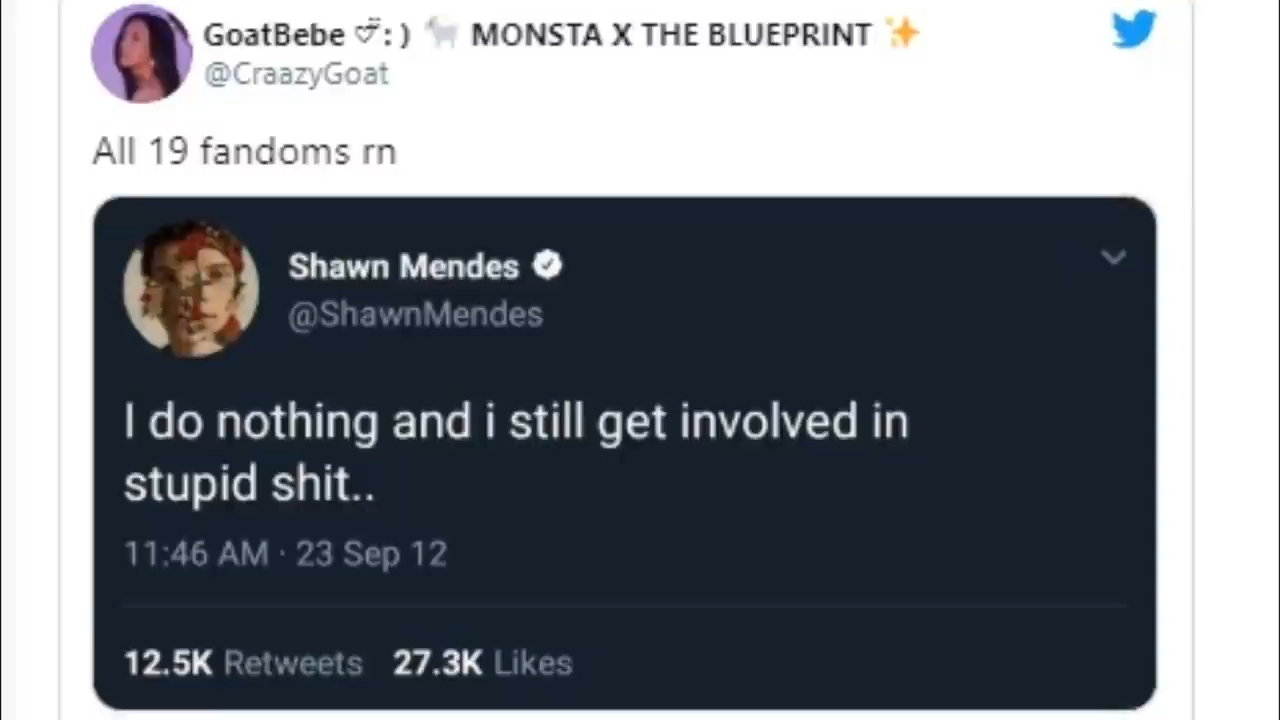 GoatBebe ♡̈ :) 🐐 MONSTA X THE BLUEPRINT ✨
@CraazyGoat
All 19 fandoms rn
Shawn Mendes
@ShawnMendes
I do nothing and i still get involved in
stupid shit..
11:46 AM · 23 Sep 12
12.5K Retweets 27.3K Likes